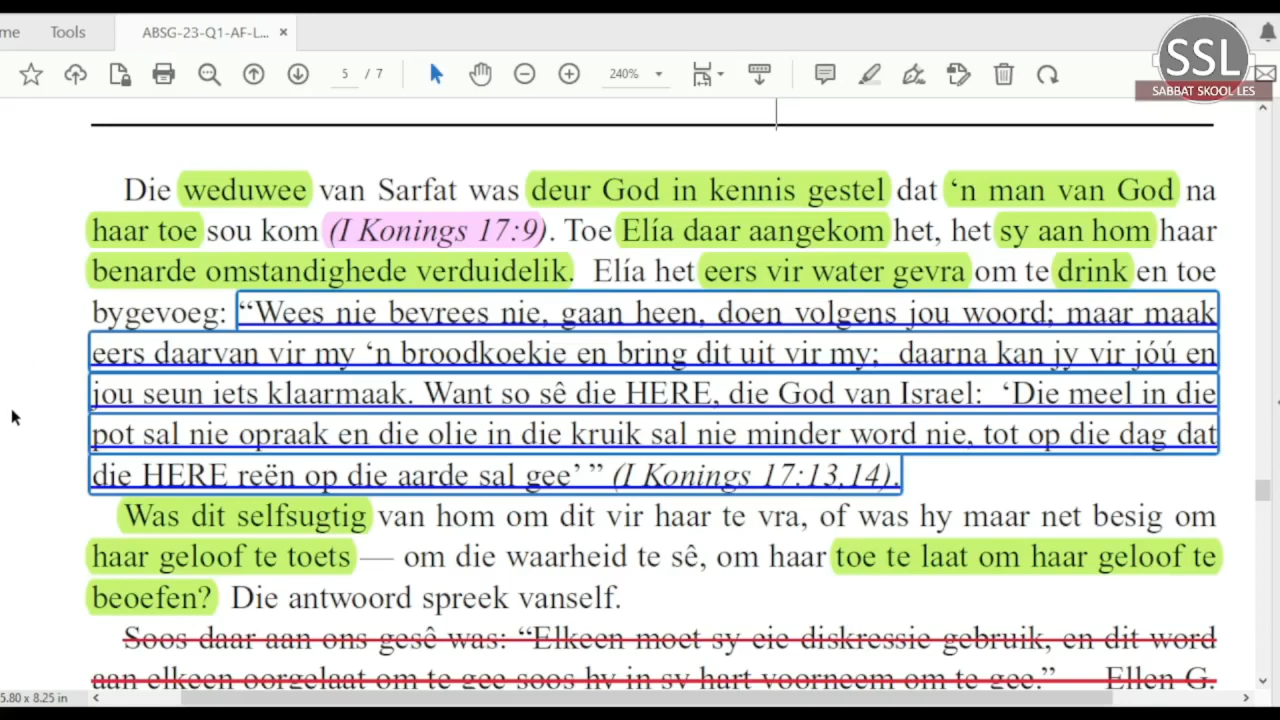 me Tools ABSG-23-Q1-AF-L... ×
5 / 7 240%
SSL
SABBAT SKOOL LES
Die weduwee van Sarfat was deur God in kennis gestel dat ‘n man van God na
haar toe sou kom (I Konings 17:9). Toe Elía daar aangekom het, het sy aan hom haar
benarde omstandighede verduidelik. Elía het eers vir water gevra om te drink en toe
bygevoeg: “Wees nie bevrees nie, gaan heen, doen volgens jou woord; maar maak
eers daarvan vir my ‘n broodkoekie en bring dit uit vir my; daarna kan jy vir jóú en
jou seun iets klaarmaak. Want so sê die HERE, die God van Israel: ‘Die meel in die
pot sal nie opraak en die olie in die kruik sal nie minder word nie, tot op die dag dat
die HERE reën op die aarde sal gee’ ” (I Konings 17:13,14).
Was dit selfsugtig van hom om dit vir haar te vra, of was hy maar net besig om
haar geloof te toets — om die waarheid te sê, om haar toe te laat om haar geloof te
beoefen? Die antwoord spreek vanself.
Soos daar aan ons gesê was: “Elkeen moet sy eie diskressie gebruik, en dit word
aan elkeen oorgelaat om te gee soos hy in sy hart voorneem om te gee.” Ellen G.
5.80 x 8.25 in